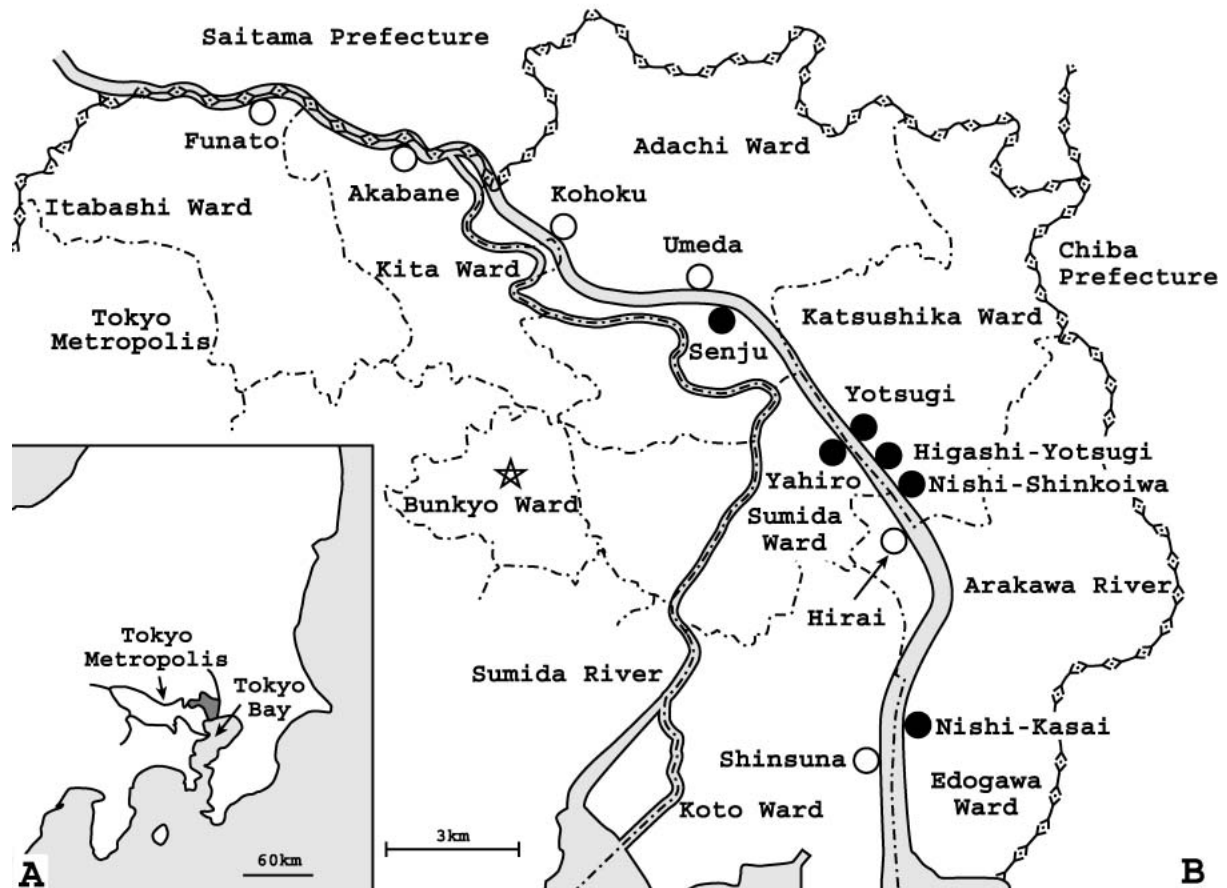 Saitama Prefecture
Funato
Adachi Ward
Akabane
Kohoku
Itabashi Ward
Umeda
Chiba
Prefecture
Kita Ward
Tokyo
Metropolis
Katsushika Ward
Senju
Yotsugi
Higashi-Yotsugi
Yahiro
Nishi-Shinkoiwa
Bunkyo Ward
Sumida
Ward
Arakawa River
Hirai
Tokyo
Metropolis
Tokyo
Bay
Sumida River
Nishi-Kasai
Shinsuna
Edogawa
Ward
Koto Ward
3km
60km
A
B